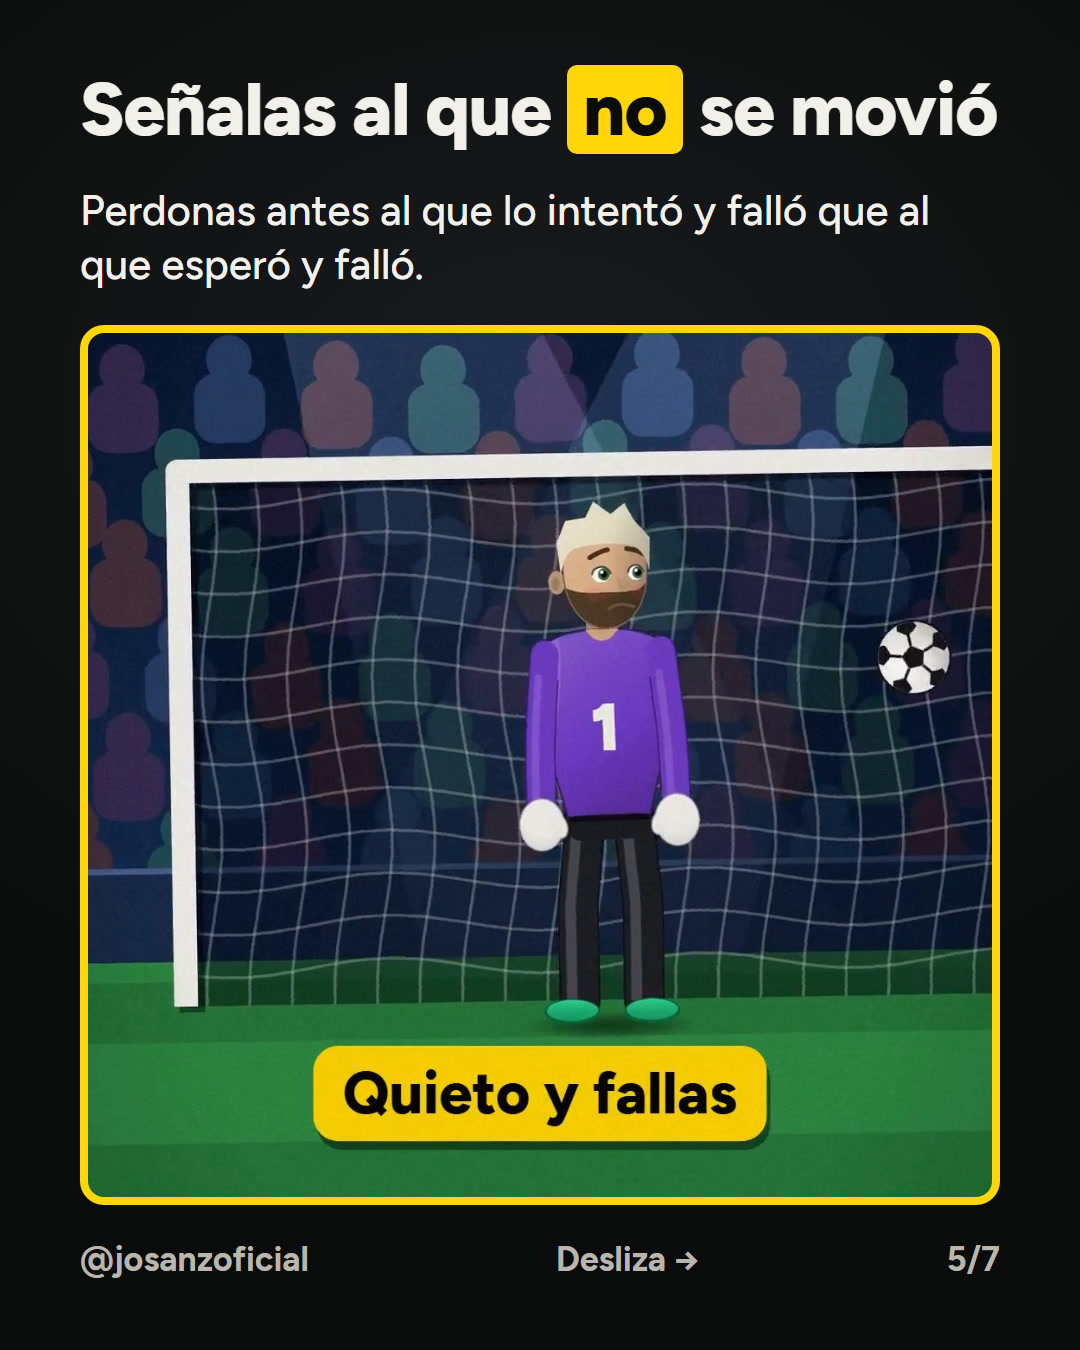 Señalas al que no se movió
Perdonas antes al que lo intentó y falló que al
que esperó y falló.
1
Quieto y fallas
@josanzoficial
Desliza →
5/7